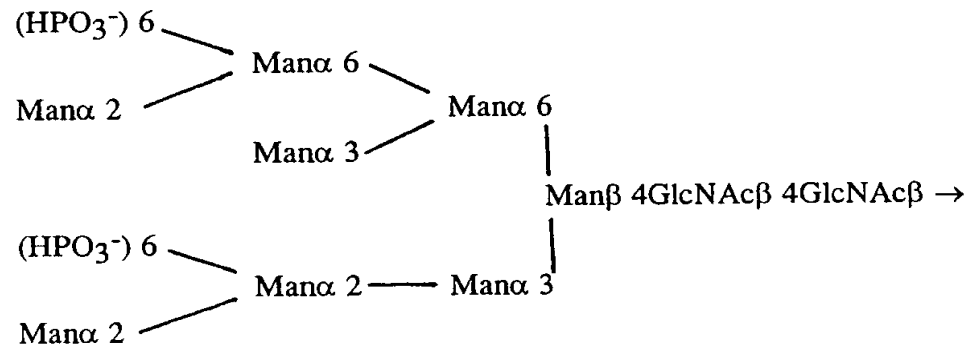 (HPO₃⁻) 6
Manα 6
Manα 2
Manα 6
Manα 3
Manβ 4GlcNAcβ 4GlcNAcβ →
(HPO₃⁻) 6
Manα 2 Manα 3
Manα 2